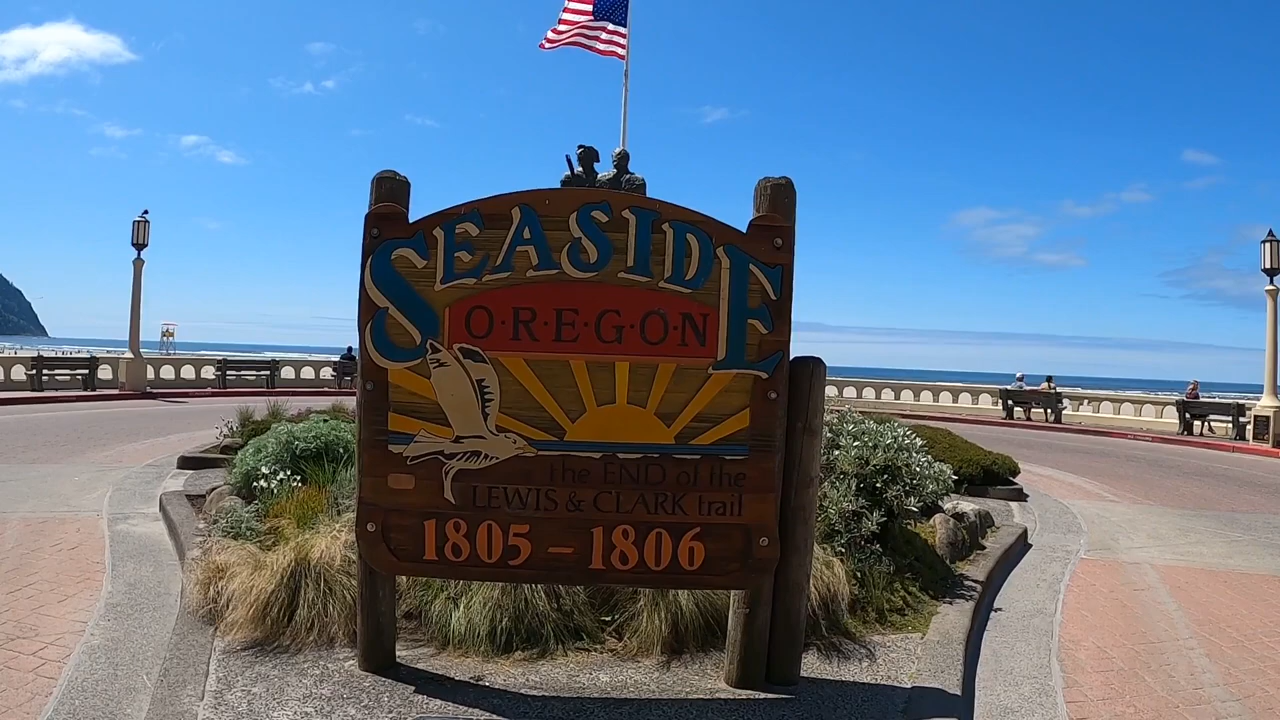 SEASIDE
O·R·E·G·O·N
the END of the
LEWIS & CLARK trail
1805 – 1806